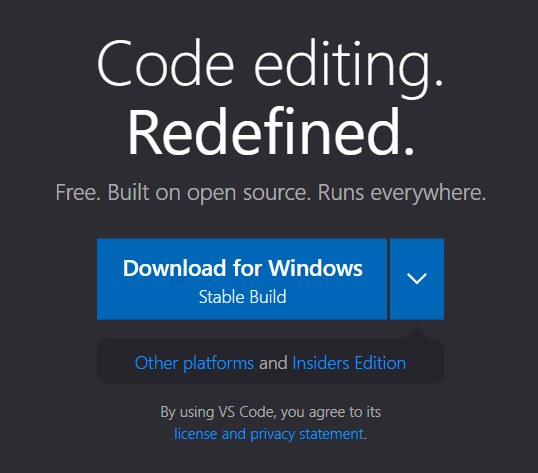 Code editing.
Redefined.
Free. Built on open source. Runs everywhere.
Download for Windows
Stable Build
Other platforms and Insiders Edition
By using VS Code, you agree to its
license and privacy statement.